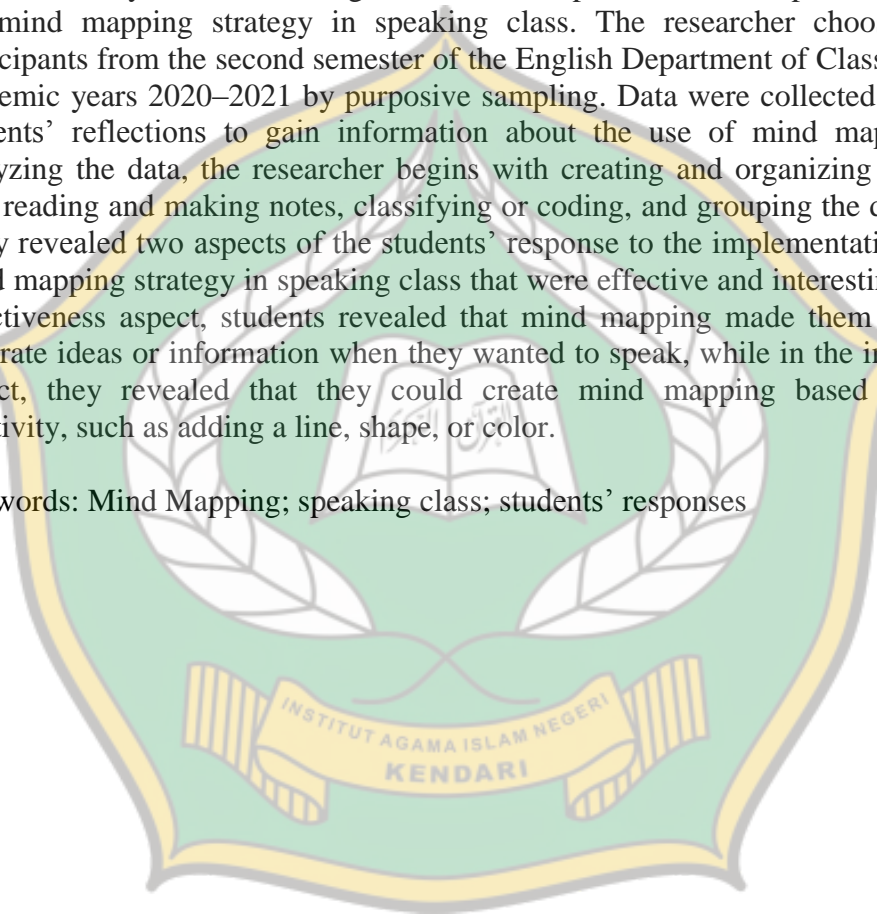 mind mapping strategy in speaking class. The researcher choo
cipants from the second semester of the English Department of Class
emic years 2020–2021 by purposive sampling. Data were collected
ents’ reflections to gain information about the use of mind map
yzing the data, the researcher begins with creating and organizing
reading and making notes, classifying or coding, and grouping the
y revealed two aspects of the students’ response to the implementati
d mapping strategy in speaking class that were effective and interestin
ctiveness aspect, students revealed that mind mapping made them
rate ideas or information when they wanted to speak, while in the in
ct, they revealed that they could create mind mapping based
tivity, such as adding a line, shape, or color.
words: Mind Mapping; speaking class; students’ responses
INSTITUT AGAMA ISLAM NEGERI
KENDARI